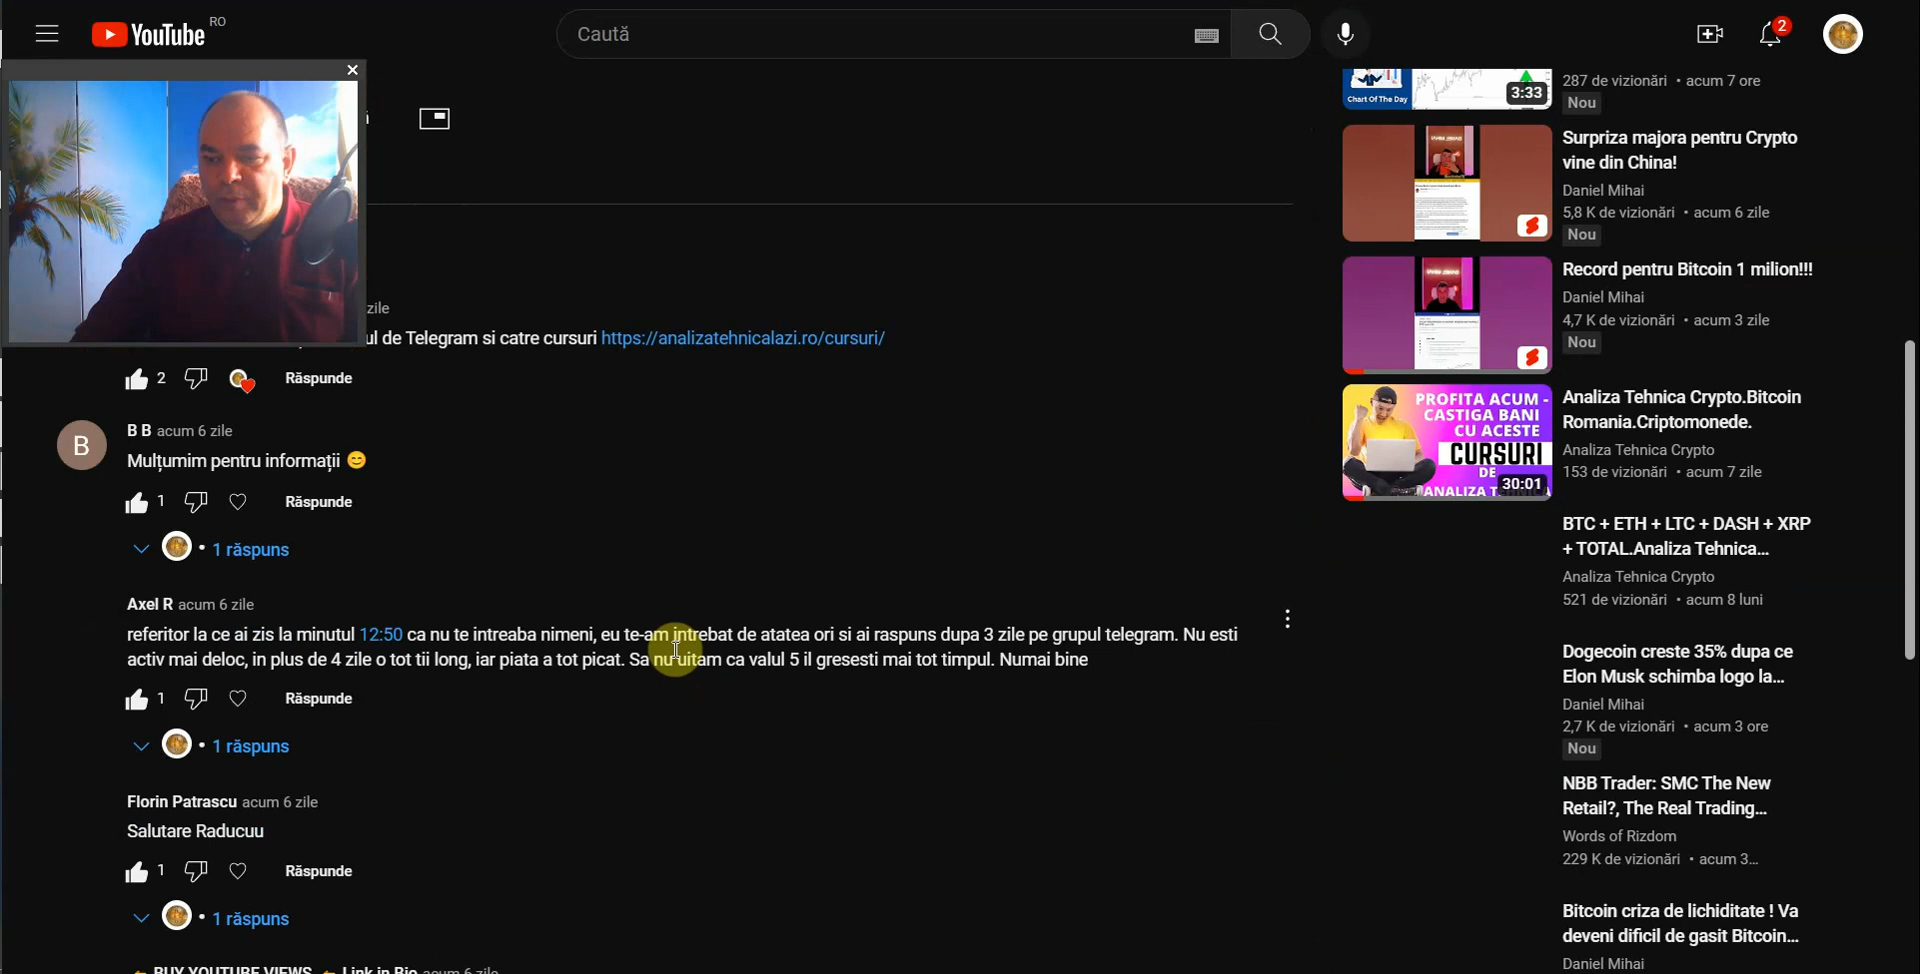 YouTube RO
Caută
2
zile
ul de Telegram si catre cursuri https://analizatehnicalazi.ro/cursuri/
2 Răspunde
B
B B acum 6 zile
Mulțumim pentru informații 😊
1 Răspunde
• 1 răspuns
Axel R acum 6 zile
referitor la ce ai zis la minutul 12:50 ca nu te intreaba nimeni, eu te-am intrebat de atatea ori si ai raspuns dupa 3 zile pe grupul telegram. Nu esti
activ mai deloc, in plus de 4 zile o tot tii long, iar piata a tot picat. Sa nu uitam ca valul 5 il gresesti mai tot timpul. Numai bine
1 Răspunde
• 1 răspuns
Florin Patrascu acum 6 zile
Salutare Raducuu
1 Răspunde
• 1 răspuns
BUY YOUTUBE VIEWS Link in Bio acum 6 zile
Chart Of The Day
3:33
287 de vizionări • acum 7 ore
Nou
Surpriza majora pentru Crypto
vine din China!
Daniel Mihai
5,8 K de vizionări • acum 6 zile
Nou
Record pentru Bitcoin 1 milion!!!
Daniel Mihai
4,7 K de vizionări • acum 3 zile
Nou
PROFITA ACUM -
CASTIGA BANI
CU ACESTE
CURSURI
DE
ANALIZA
30:01
Analiza Tehnica Crypto.Bitcoin
Romania.Criptomonede.
Analiza Tehnica Crypto
153 de vizionări • acum 7 zile
BTC + ETH + LTC + DASH + XRP
+ TOTAL.Analiza Tehnica...
Analiza Tehnica Crypto
521 de vizionări • acum 8 luni
Dogecoin creste 35% dupa ce
Elon Musk schimba logo la...
Daniel Mihai
2,7 K de vizionări • acum 3 ore
Nou
NBB Trader: SMC The New
Retail?, The Real Trading...
Words of Rizdom
229 K de vizionări • acum 3...
Bitcoin criza de lichiditate ! Va
deveni dificil de gasit Bitcoin...
Daniel Mihai